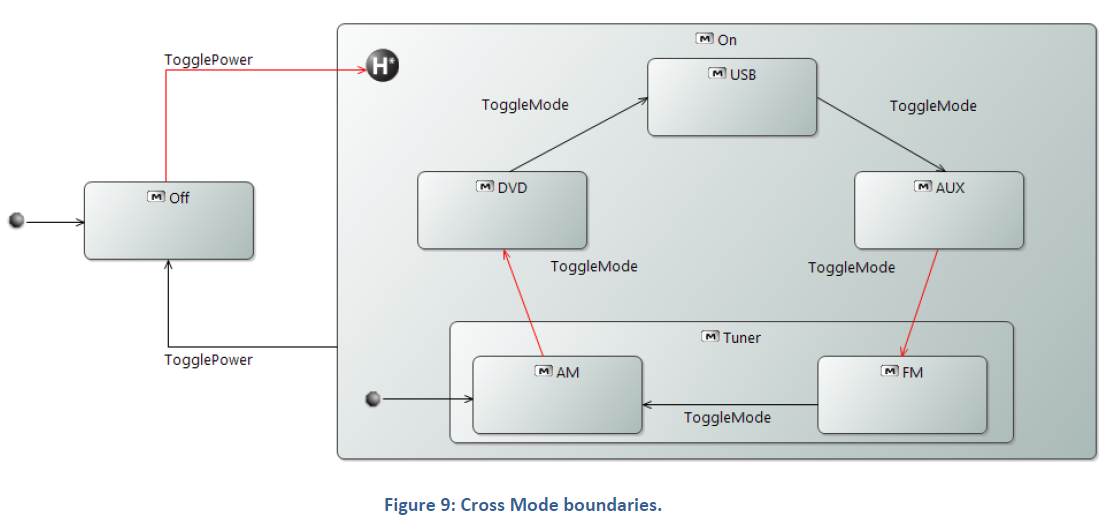 M On
TogglePower
H*
M USB
ToggleMode
ToggleMode
M DVD
M AUX
M Off
ToggleMode
ToggleMode
M Tuner
TogglePower
M AM
M FM
ToggleMode
Figure 9: Cross Mode boundaries.